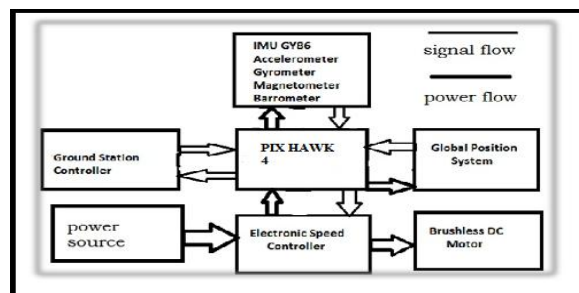 IMU GY86
Accelerometer
Gyrometer
Magnetometer
Barrometer
signal flow
power flow
Ground Station
Controller
PIX HAWK
4
Global Position
System
power
source
Electronic Speed
Controller
Brushless DC
Motor